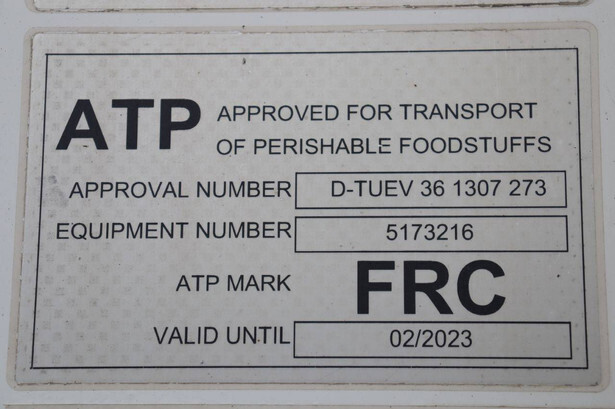 ATP APPROVED FOR TRANSPORT
OF PERISHABLE FOODSTUFFS
APPROVAL NUMBER D-TUEV 36 1307 273
EQUIPMENT NUMBER 5173216
ATP MARK FRC
VALID UNTIL 02/2023